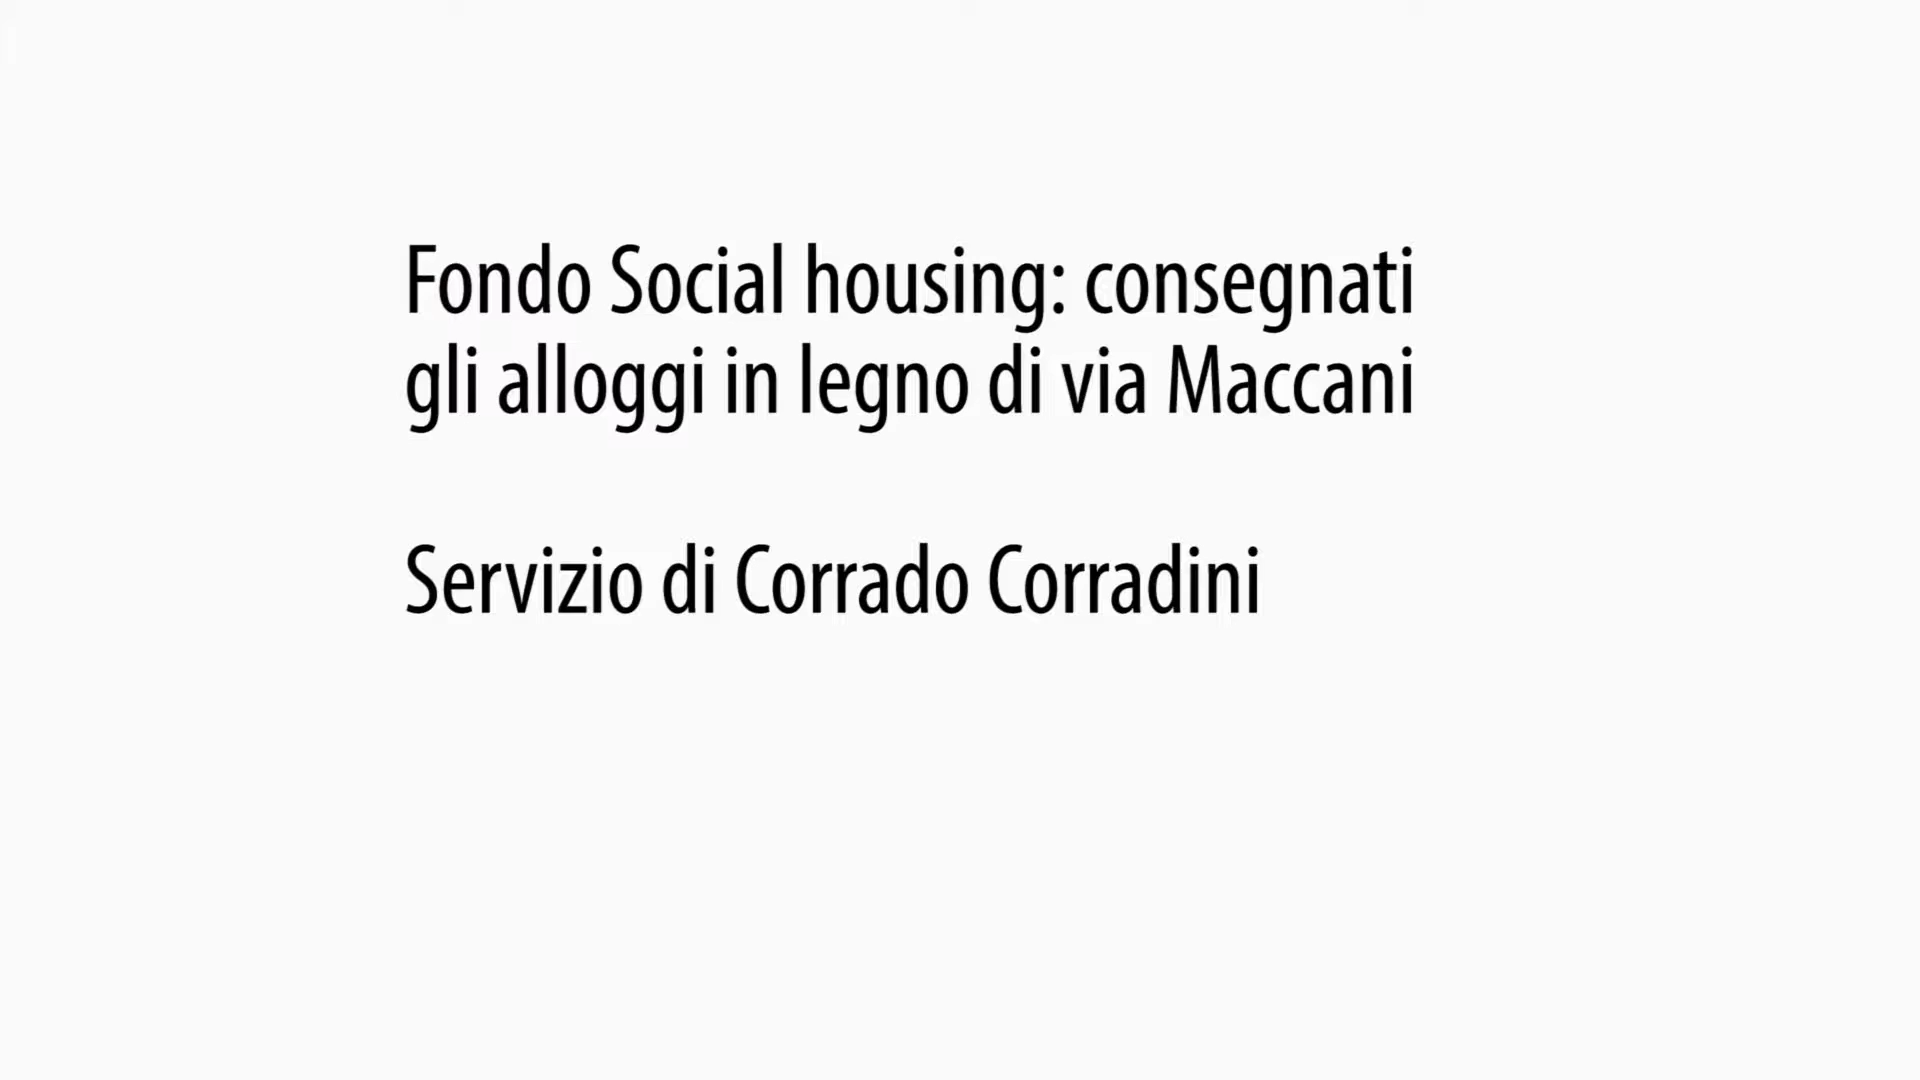 Fondo Social housing: consegnati
gli alloggi in legno di via Maccani
Servizio di Corrado Corradini